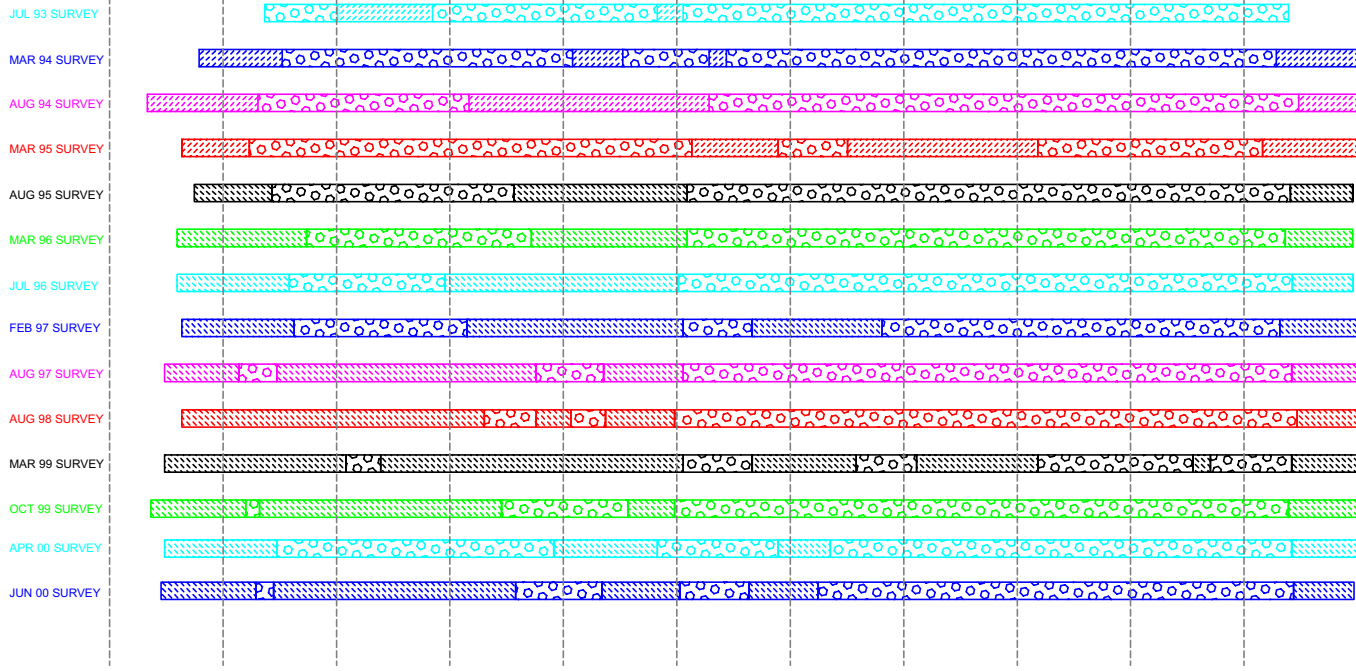 JUL 93 SURVEY
MAR 94 SURVEY
AUG 94 SURVEY
MAR 95 SURVEY
AUG 95 SURVEY
MAR 96 SURVEY
JUL 96 SURVEY
FEB 97 SURVEY
AUG 97 SURVEY
AUG 98 SURVEY
MAR 99 SURVEY
OCT 99 SURVEY
APR 00 SURVEY
JUN 00 SURVEY